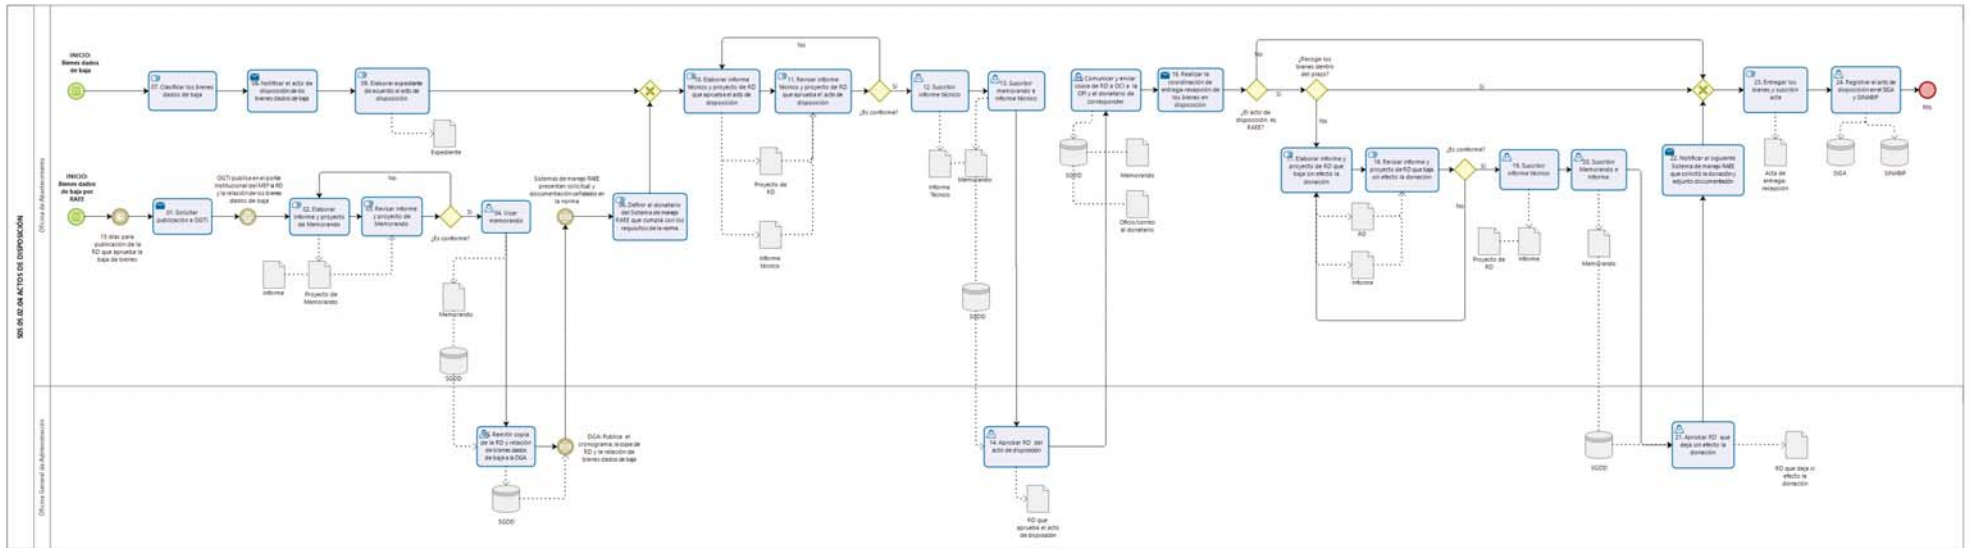 S05.05.02.04 ACTOS DE DISPOSICIÓN
Oficina de Abastecimiento
INICIO:
Bienes dados
de baja
07. Clasificar los bienes
dados de baja
08. Notificar el acto de
disposición de los
bienes dados de baja
09. Elaborar expediente
de acuerdo al acto de
disposición
Expediente
No
10. Elaborar informe
técnico y proyecto de RD
que aprueba el acto de
disposición
11. Revisar informe
técnico y proyecto de RD
que aprueba el acto de
disposición
¿Es conforme?
Si
Proyecto de
RD
Informe
técnico
12. Suscribir
informe técnico
13. Suscribir
memorando e
informe técnico
Informe
Técnico
Memorando
SGDD
Comunicar y enviar
copia de RD a OCI a la
OPI y al donatario de
corresponder
SGDD
Memorando
Oficio/correo
al donatario
16. Realizar la
coordinación de
entrega-recepción de
los bienes en
disposición
No
¿El acto de
disposición es
RAEE?
Si
¿Recoge los
bienes dentro
del plazo?
Si
No
23. Entregar los
bienes y suscribir
acta
24. Registrar el acto de
disposición en el SIGA
y SINABIP
FIN
Acta de
entrega-
recepción
SIGA
SINABIP
INICIO:
Bienes dados
de baja por
RAEE
15 días para
publicación de la
RD que aprueba la
baja de bienes
01. Solicitar
publicación a OGTI
OGTI publica en el portal
institucional del MEF la RD
y la relación de los bienes
dados de baja
No
02. Elaborar
informe y proyecto
de Memorando
03. Revisar informe
y proyecto de
Memorando
¿Es conforme?
Si
Informe
Proyecto de
Memorando
04. Visar
memorando
Memorando
SGDD
Sistemas de manejo RAEE
presentan solicitud y
documentación señalados en
la norma
06. Definir al donatario
del Sistema de manejo
RAEE que cumpla con los
requisitos de la norma
17. Elaborar informe y
proyecto de RD que
baja sin efecto la
donación
18. Revisar informe y
proyecto de RD que baja
sin efecto la donación
¿Es conforme?
Si
No
RD
Informe
19. Suscribir
informe técnico
Proyecto de
RD
Informe
20. Suscribir
Memorando e
informe
Memorando
22. Notificar al siguiente
Sistema de manejo RAEE
que solicitó la donación y
adjunto documentación
Oficina General de Administración
05. Remitir copia
de la RD y relación
de bienes dados
de baja a la DGA
SGDD
DGA: Publica el
cronograma, la copia de
RD y la relación de
bienes dados de baja
14. Aprobar RD del
acto de disposición
RD que
aprueba el acto
de disposición
SGDD
21. Aprobar RD que
deja sin efecto la
donación
RD que deja si
efecto la
donación